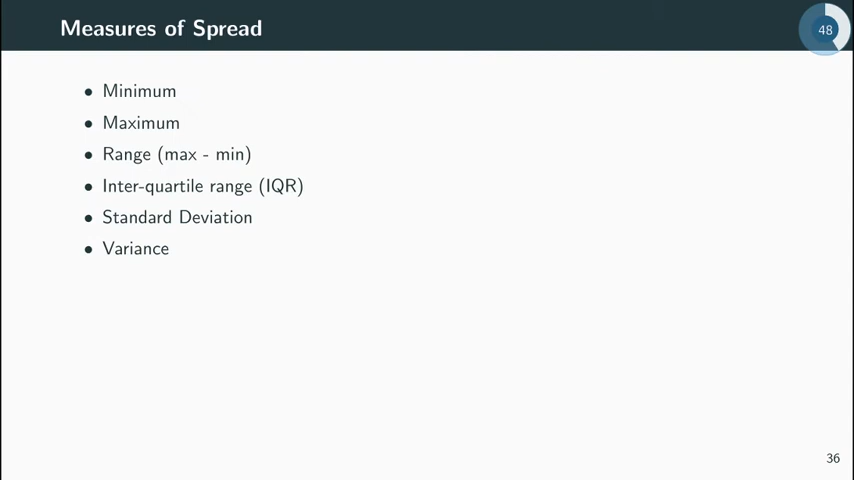 Measures of Spread
48
• Minimum
• Maximum
• Range (max - min)
• Inter-quartile range (IQR)
• Standard Deviation
• Variance
36